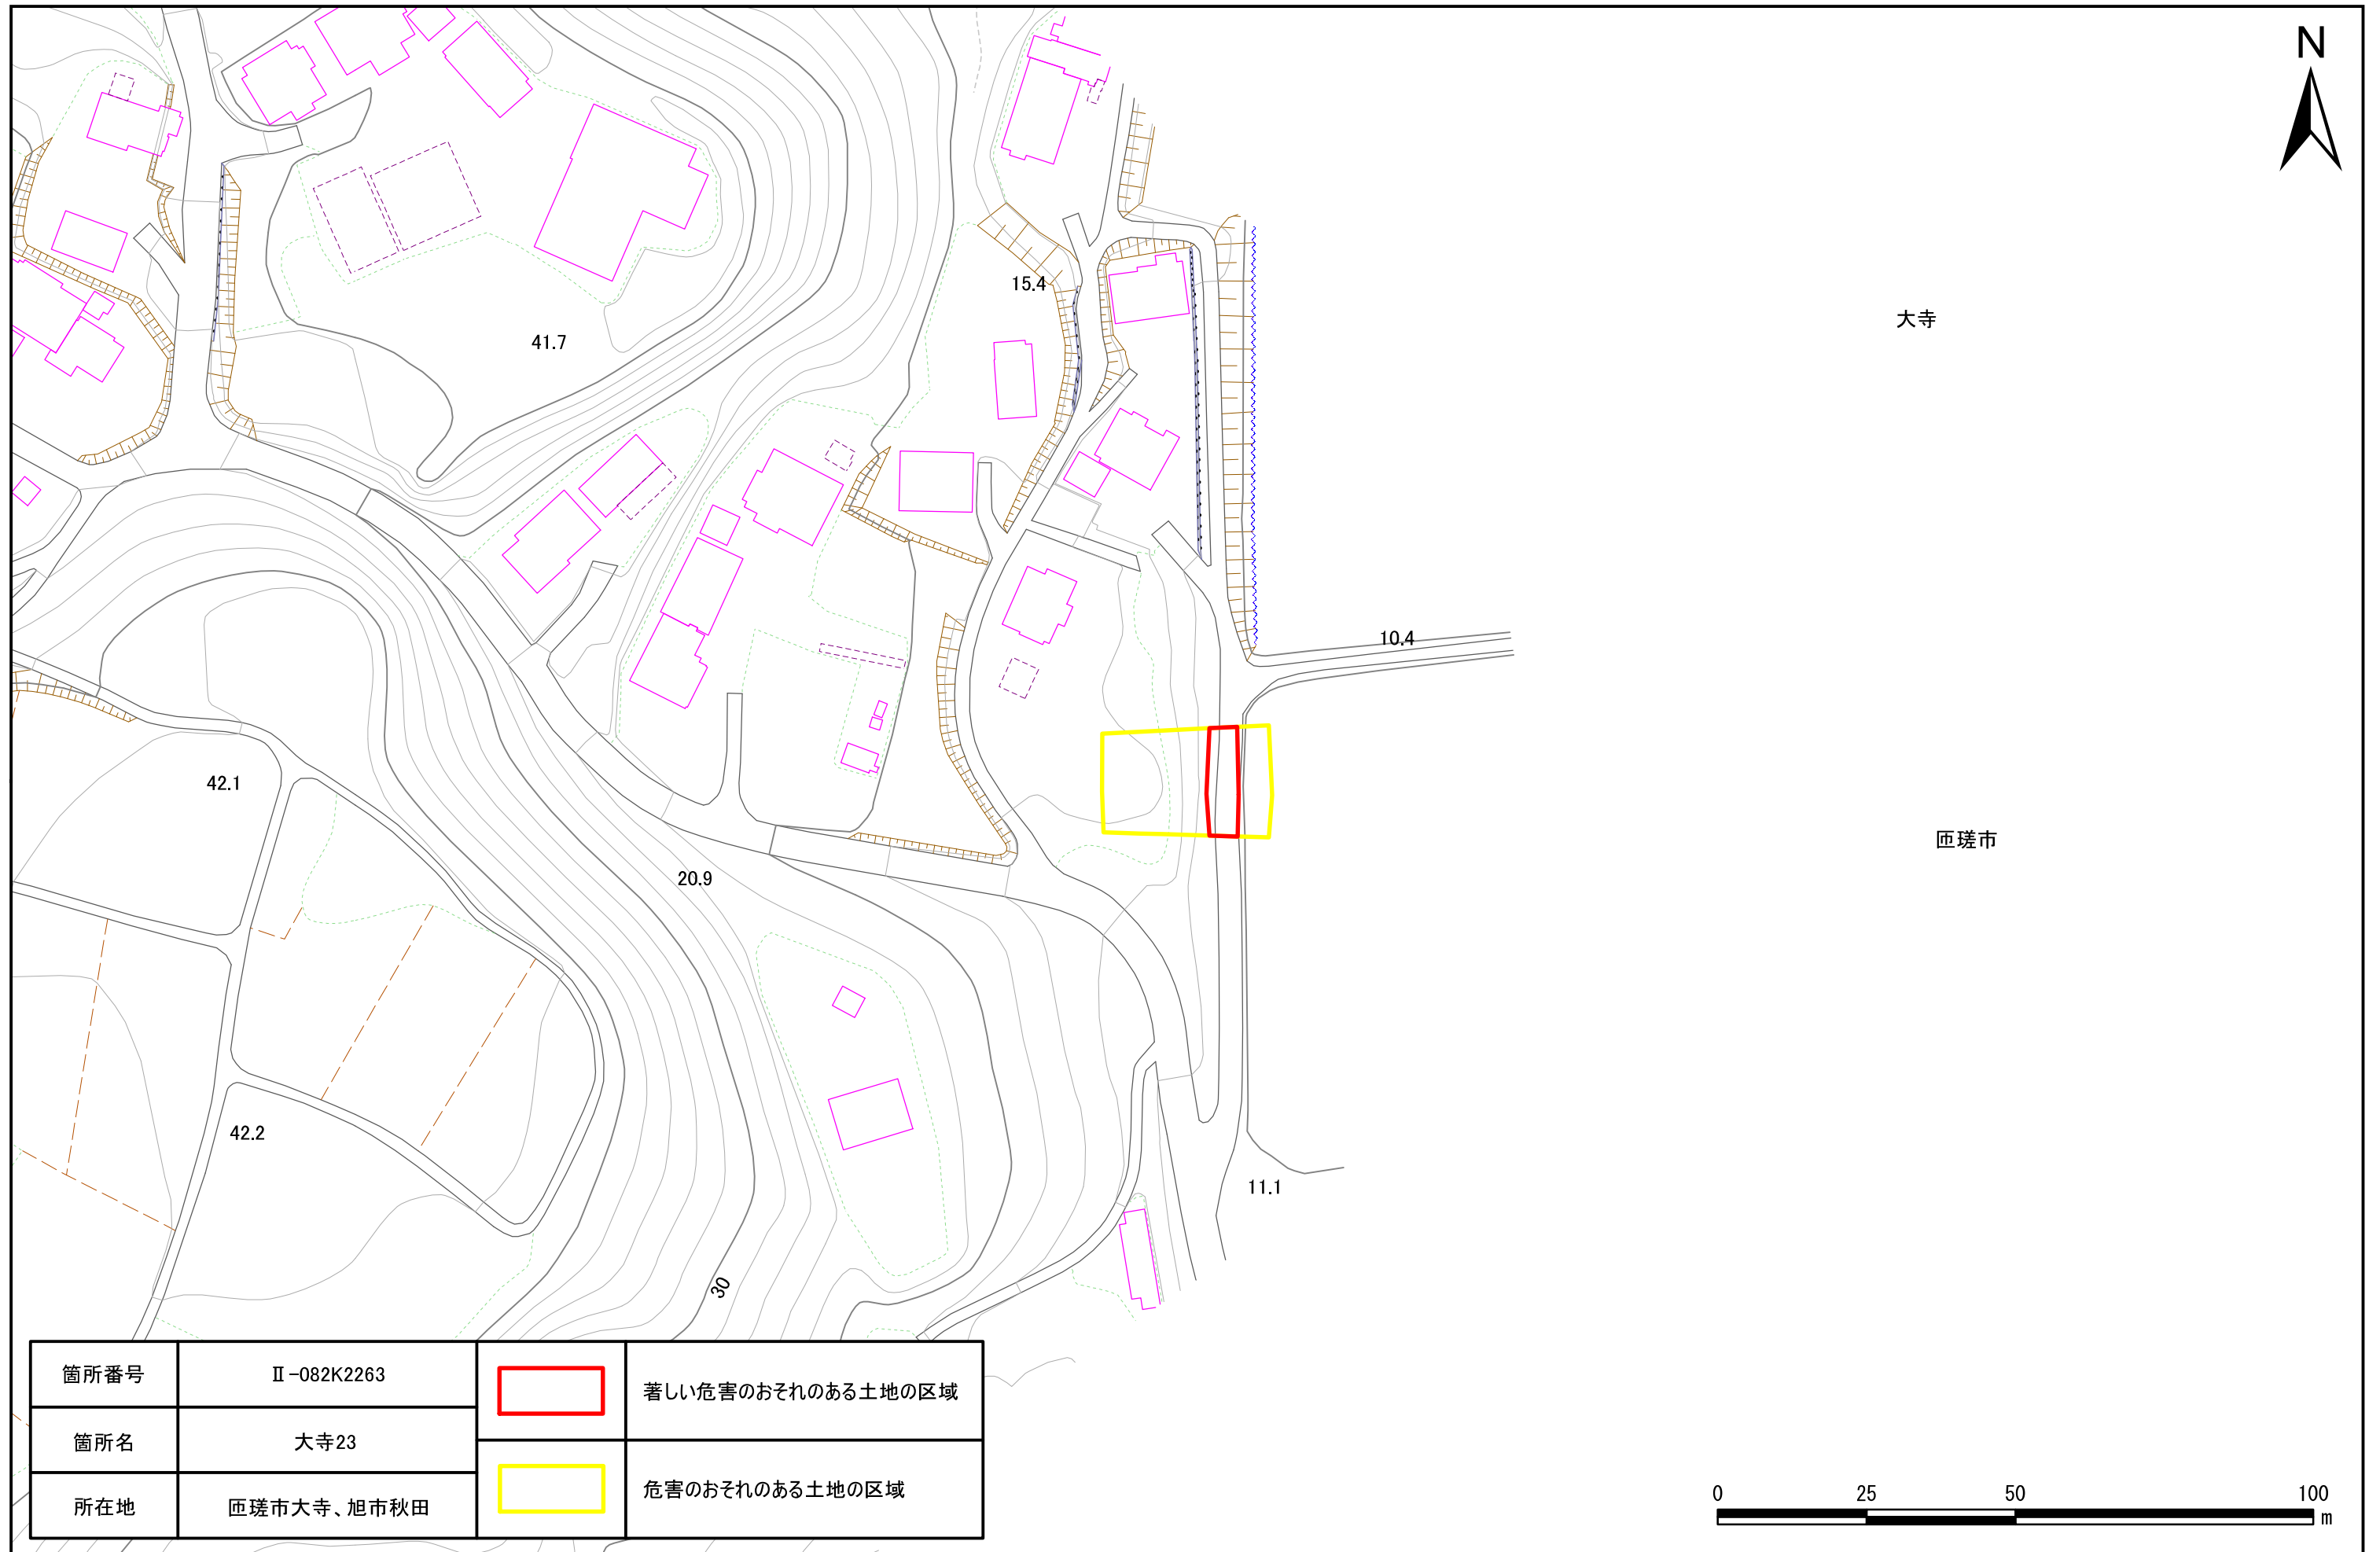 N
15.4
大寺
41.7
10.4
42.1
匝瑳市
20.9
42.2
11.1
30
箇所番号 Ⅱ-082K2263
箇所名 大寺23
所在地 匝瑳市大寺、旭市秋田
著しい危害のおそれのある土地の区域
危害のおそれのある土地の区域
0 25 50 100
m